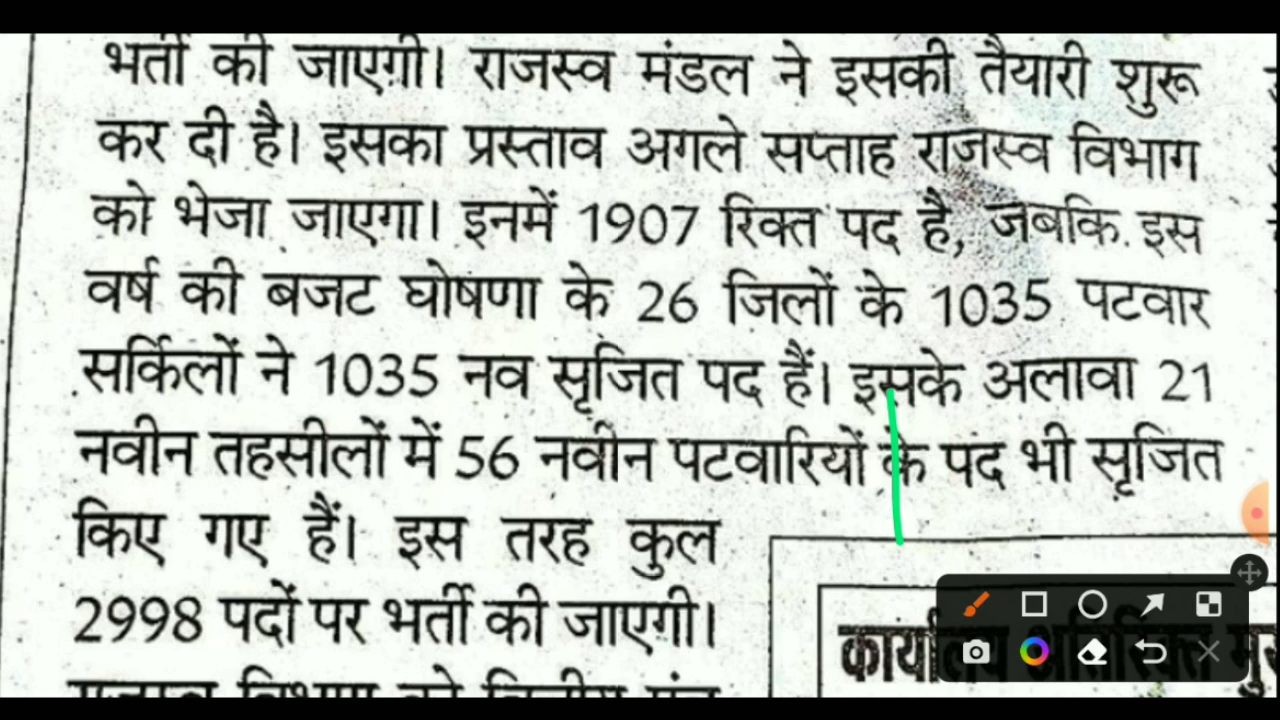 भर्ती की जाएगी। राजस्व मंडल ने इसकी तैयारी शुरू
कर दी है। इसका प्रस्ताव अगले सप्ताह राजस्व विभाग
को भेजा जाएगा। इनमें 1907 रिक्त पद है, जबकि इस
वर्ष की बजट घोषणा के 26 जिलों के 1035 पटवार
सर्किलों ने 1035 नव सृजित पद हैं। इसके अलावा 21
नवीन तहसीलों में 56 नवीन पटवारियों के पद भी सृजित
किए गए हैं। इस तरह कुल
2998 पदों पर भर्ती की जाएगी।
कार्यालय अतिरिक्त